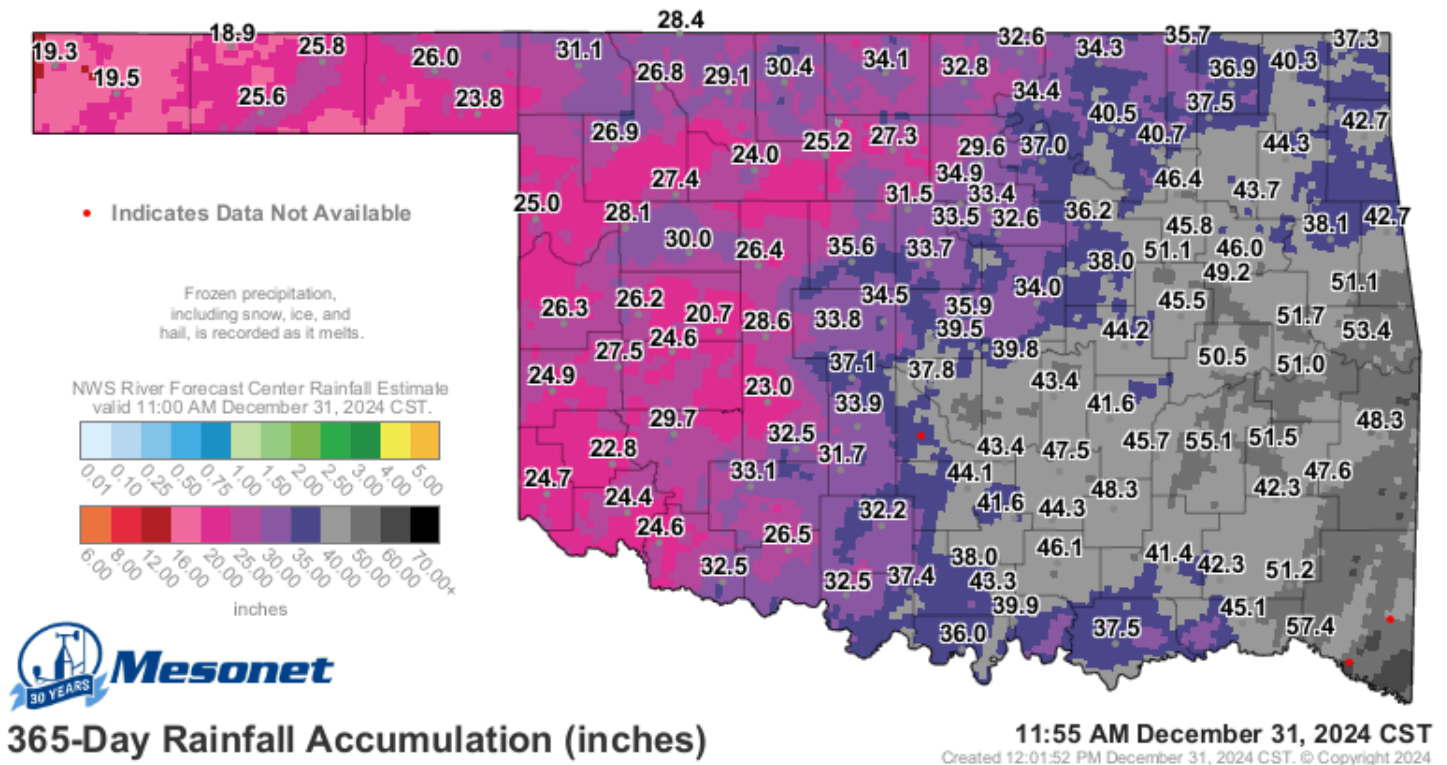 28.4
18.9 32.6 35.7
19.3 25.8 26.0 31.1 34.1 34.3 37.3
19.5 26.8 29.1 30.4 32.8 36.9 40.3
25.6 23.8 34.4 37.5
40.5 42.7
26.9 25.2 27.3 40.7
24.0 29.6 37.0 44.3
27.4 34.9 46.4
31.5 33.4 43.7
25.0 28.1 33.5 32.6 36.2 42.7
Indicates Data Not Available
45.8 38.1
30.0 26.4 35.6 33.7 51.1 46.0
38.0 49.2
Frozen precipitation,
including snow, ice, and
hail, is recorded as it melts.
34.0 51.1
26.3 26.2 34.5 35.9 45.5
20.7 28.6 33.8 51.7
24.6 39.5 44.2 53.4
27.5 39.8
37.1 37.8 50.5 51.0
24.9 23.0 43.4
NWS River Forecast Center Rainfall Estimate
valid 11:00 AM December 31, 2024 CST.
33.9 41.6
29.7 48.3
32.5 45.7 55.1 51.5
22.8 31.7 43.4 47.5
24.7 33.1 44.1 47.6
0.01 0.10 0.25 0.50 0.75 1.00 1.50 2.00 2.50 3.00 4.00 5.00
24.4 41.6 48.3 42.3
32.2 44.3
24.6 26.5
38.0 46.1 41.4 42.3
32.5 32.5 37.4 43.3 51.2
6.00 8.00 12.00 16.00 20.00 25.00 30.00 35.00 40.00 50.00 60.00 70.00+
inches
39.9 45.1
36.0 37.5 57.4
Mesonet
30 YEARS
365-Day Rainfall Accumulation (inches)
11:55 AM December 31, 2024 CST
Created 12:01:52 PM December 31, 2024 CST. © Copyright 2024